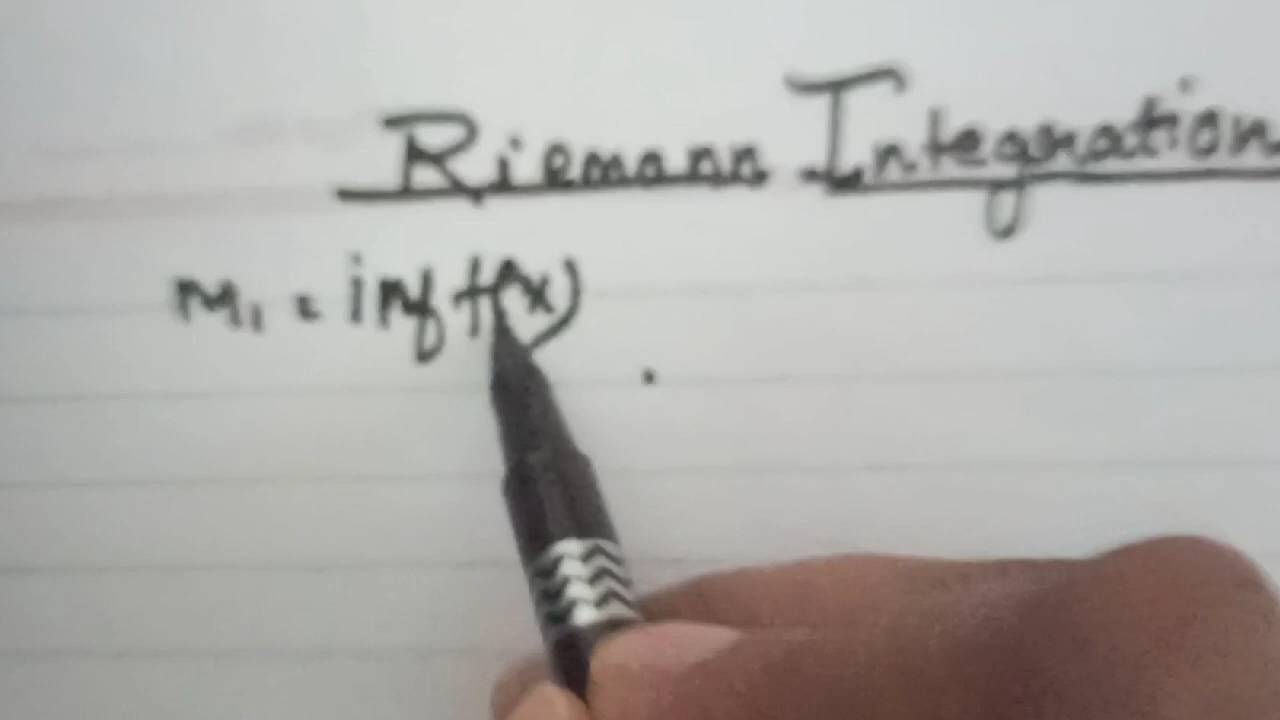 Riemann Integration
m₁ = inf f(x)